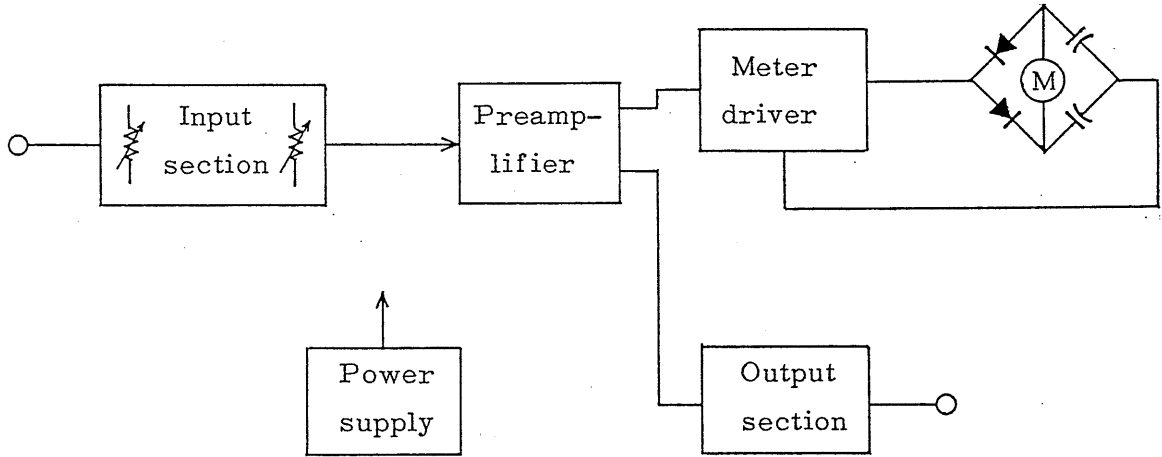 Input
section
Preamp-
lifier
Meter
driver
M
Power
supply
Output
section